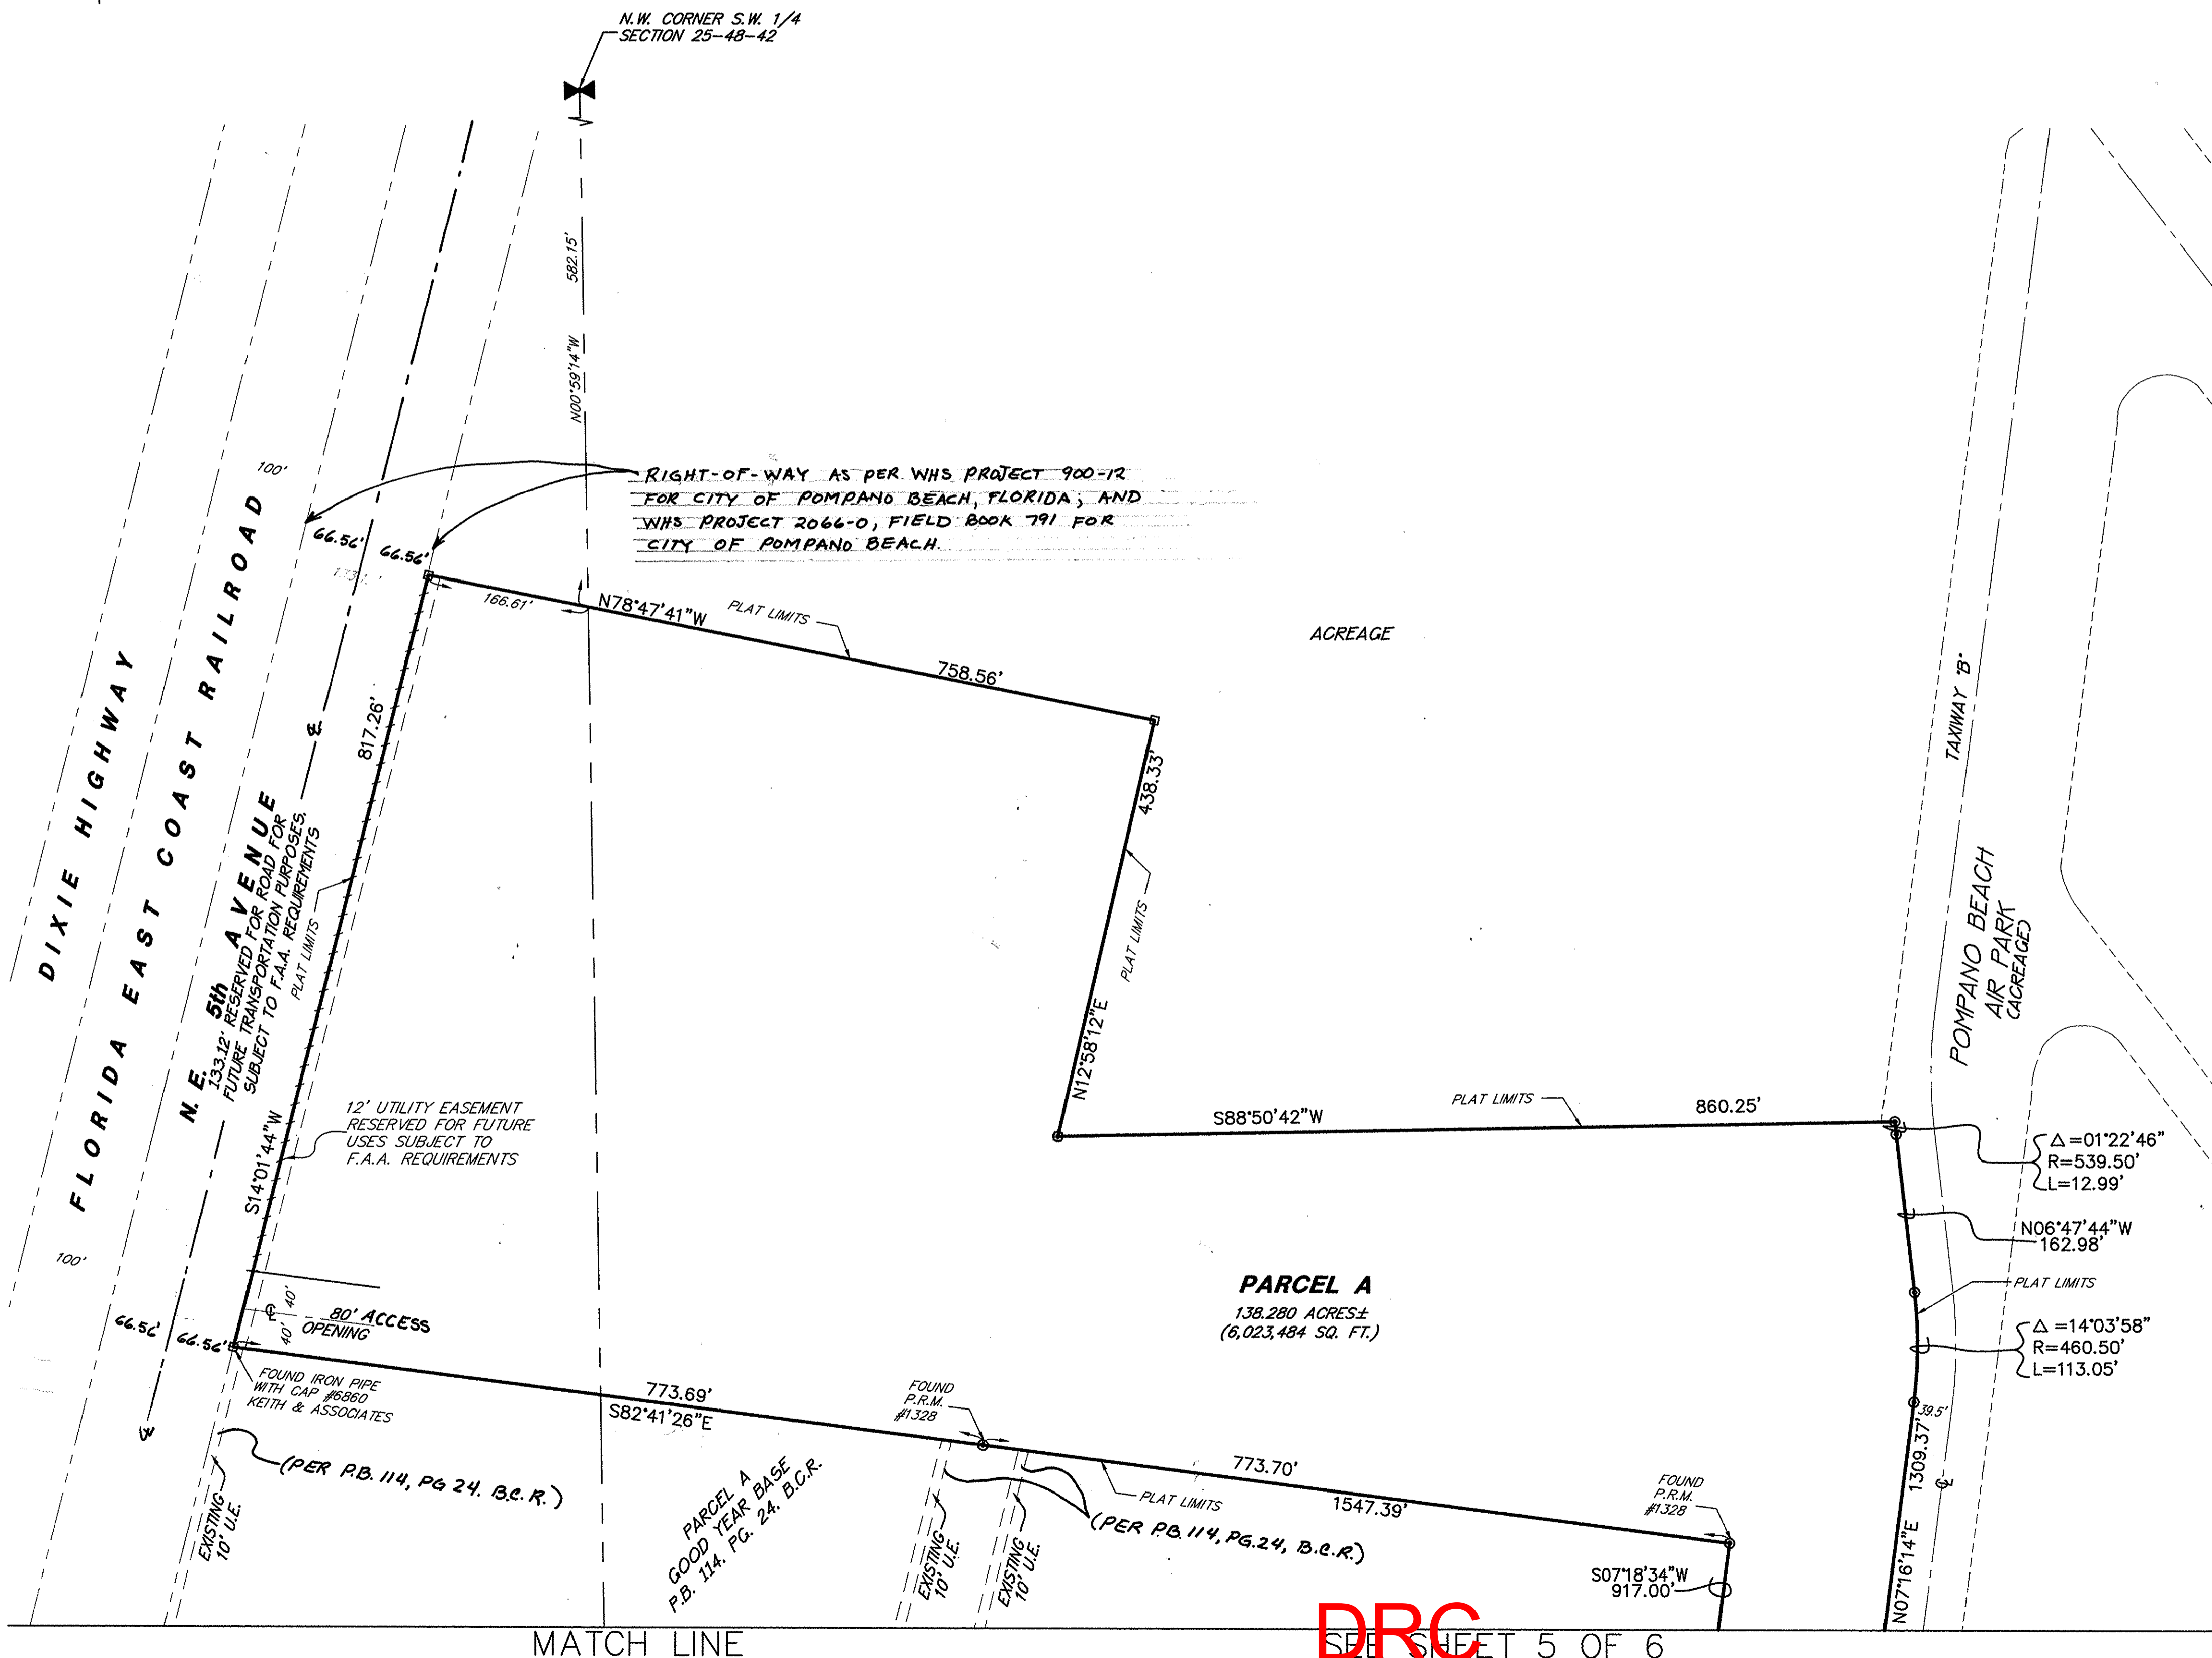 N.W. CORNER S.W. 1/4
SECTION 25-48-42
582.15'
N00°59'14"W
100'
RIGHT-OF-WAY AS PER WHS PROJECT 900-12
FOR CITY OF POMPANO BEACH, FLORIDA; AND
WHS PROJECT 2066-0, FIELD BOOK 791 FOR
CITY OF POMPANO BEACH.
66.56'
66.56'
166.61'
N78°47'41"W
PLAT LIMITS
758.56'
ACREAGE
TAXIWAY "B"
DIXIE HIGHWAY
FLORIDA EAST COAST RAILROAD
817.26'
438.33'
N.E. 5th AVENUE
133.12' RESERVED FOR ROAD FOR
FUTURE TRANSPORTATION PURPOSES.
SUBJECT TO F.A.A. REQUIREMENTS
PLAT LIMITS
PLAT LIMITS
POMPANO BEACH
AIR PARK
(ACREAGE)
N12°58'12"E
S14°01'44"W
12' UTILITY EASEMENT
RESERVED FOR FUTURE
USES SUBJECT TO
F.A.A. REQUIREMENTS
S88°50'42"W
PLAT LIMITS
860.25'
Δ=01°22'46"
R=539.50'
L=12.99'
N06°47'44"W
162.98'
PLAT LIMITS
Δ=14°03'58"
R=460.50'
L=113.05'
100'
PARCEL A
138.280 ACRES±
(6,023,484 SQ. FT.)
40'
40'
80' ACCESS
OPENING
66.56'
66.56'
FOUND IRON PIPE
WITH CAP #6860
KEITH & ASSOCIATES
773.69'
S82°41'26"E
FOUND
P.R.M.
#1328
39.5'
1309.37'
N07°16'14"E
773.70'
PLAT LIMITS
1547.39'
FOUND
P.R.M.
#1328
(PER P.B. 114, PG 24. B.C.R.)
EXISTING
10' U.E.
PARCEL A
GOOD YEAR BASE
P.B. 114. PG. 24. B.C.R.
EXISTING
10' U.E.
EXISTING
10' U.E.
(PER P.B. 114, PG.24, B.C.R.)
S07°18'34"W
917.00'
MATCH LINE
SEE SHEET 5 OF 6
DRC